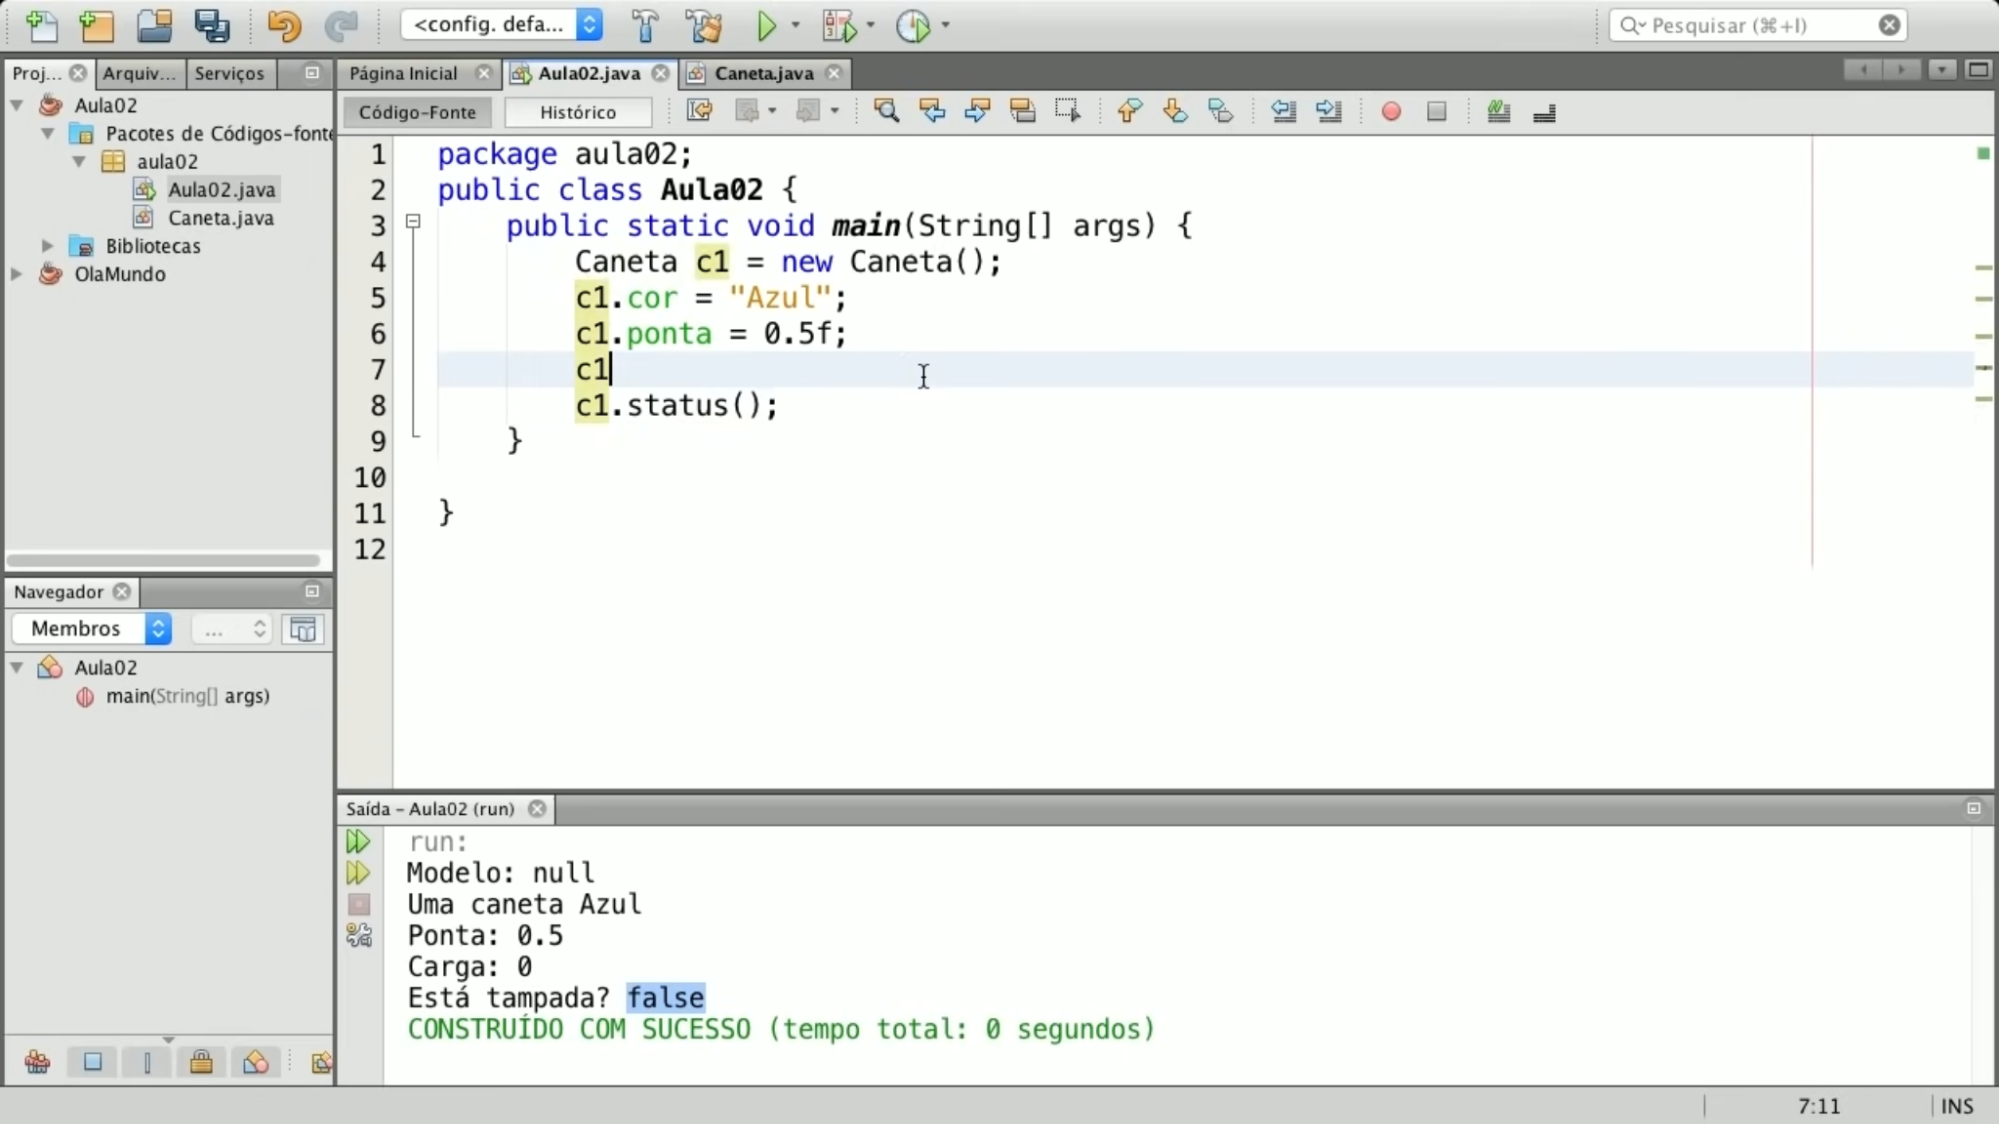 <config. defa...
Pesquisar (⌘+I)
Proj...
Arquiv...
Serviços
Página Inicial
Aula02.java
Caneta.java
Código-Fonte
Histórico
Aula02
Pacotes de Códigos-fonte
aula02
Aula02.java
Caneta.java
Bibliotecas
OlaMundo
1 package aula02;
2 public class Aula02 {
3 public static void main(String[] args) {
4 Caneta c1 = new Caneta();
5 c1.cor = "Azul";
6 c1.ponta = 0.5f;
7 c1
8 c1.status();
9 }
10
11 }
12
Navegador
Membros
...
Aula02
main(String[] args)
Saída – Aula02 (run)
run:
Modelo: null
Uma caneta Azul
Ponta: 0.5
Carga: 0
Está tampada? false
CONSTRUÍDO COM SUCESSO (tempo total: 0 segundos)
7:11
INS